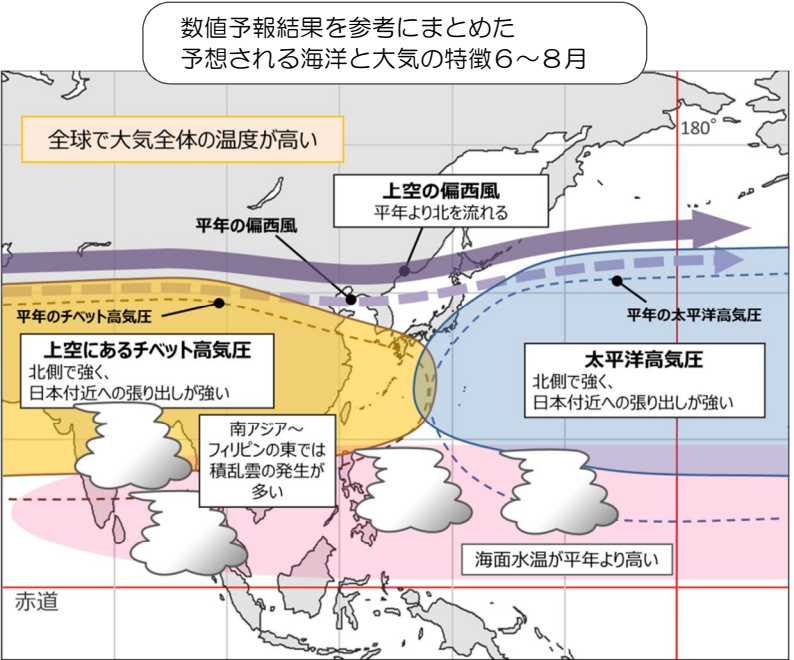 数値予報結果を参考にまとめた
予想される海洋と大気の特徴６～８月
全球で大気全体の温度が高い
180°
上空の偏西風
平年より北を流れる
平年の偏西風
平年のチベット高気圧
平年の太平洋高気圧
上空にあるチベット高気圧
北側で強く、
日本付近への張り出しが強い
太平洋高気圧
北側で強く、
日本付近への張り出しが強い
南アジア～
フィリピンの東では
積乱雲の発生が
多い
海面水温が平年より高い
赤道